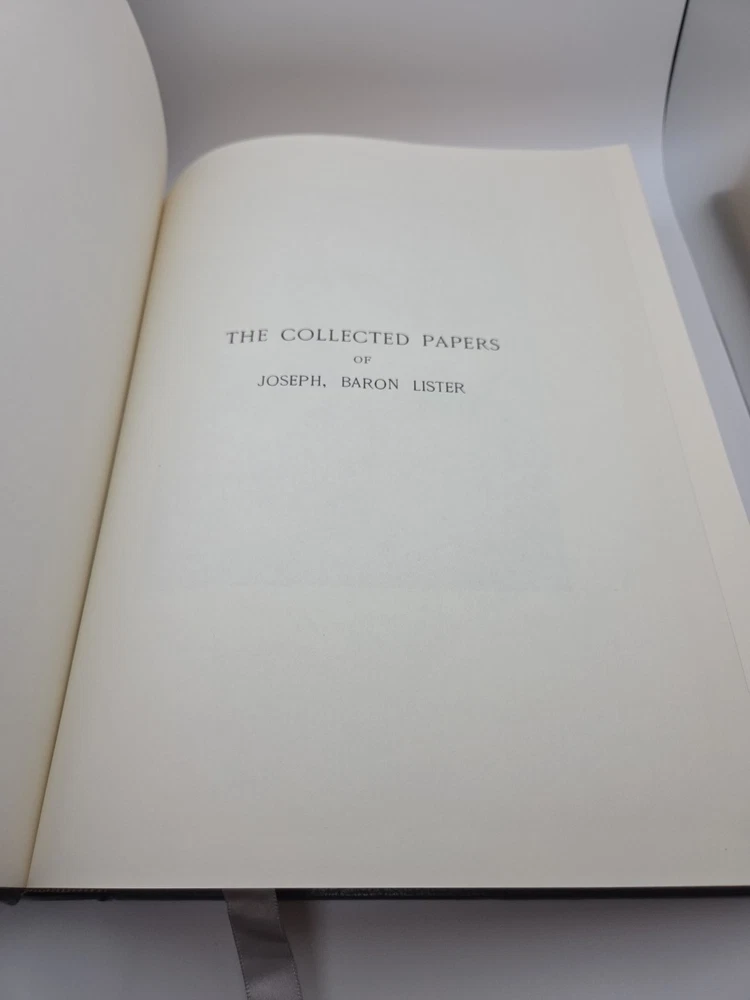 THE COLLECTED PAPERS
OF
JOSEPH, BARON LISTER